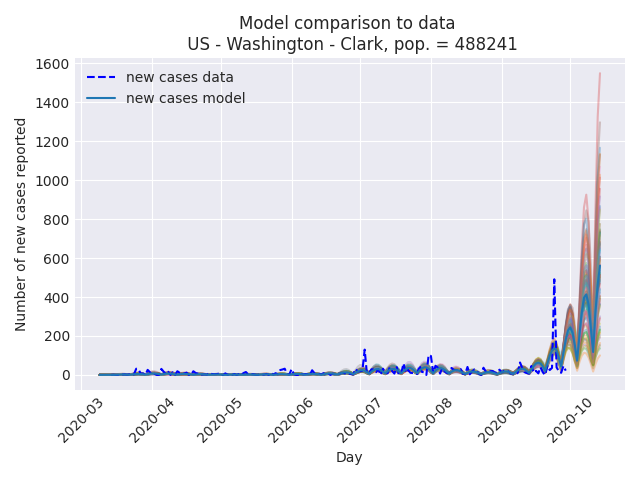 Model comparison to data
US - Washington - Clark, pop. = 488241
new cases data
new cases model
Number of new cases reported
1600
1400
1200
1000
800
600
400
200
0
2020-03
2020-04
2020-05
2020-06
2020-07
2020-08
2020-09
2020-10
Day